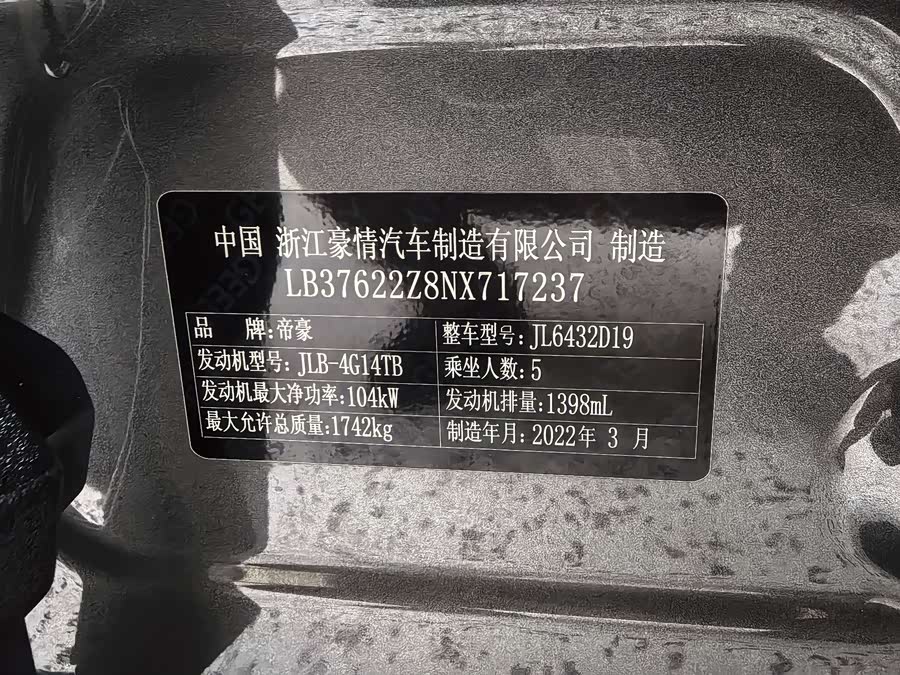 中国 浙江豪情汽车制造有限公司 制造
LB37622Z8NX717237
品 牌:帝豪 整车型号:JL6432D19
发动机型号:JLB-4G14TB 乘坐人数:5
发动机最大净功率:104kW 发动机排量:1398mL
最大允许总质量:1742kg 制造年月:2022年 3 月